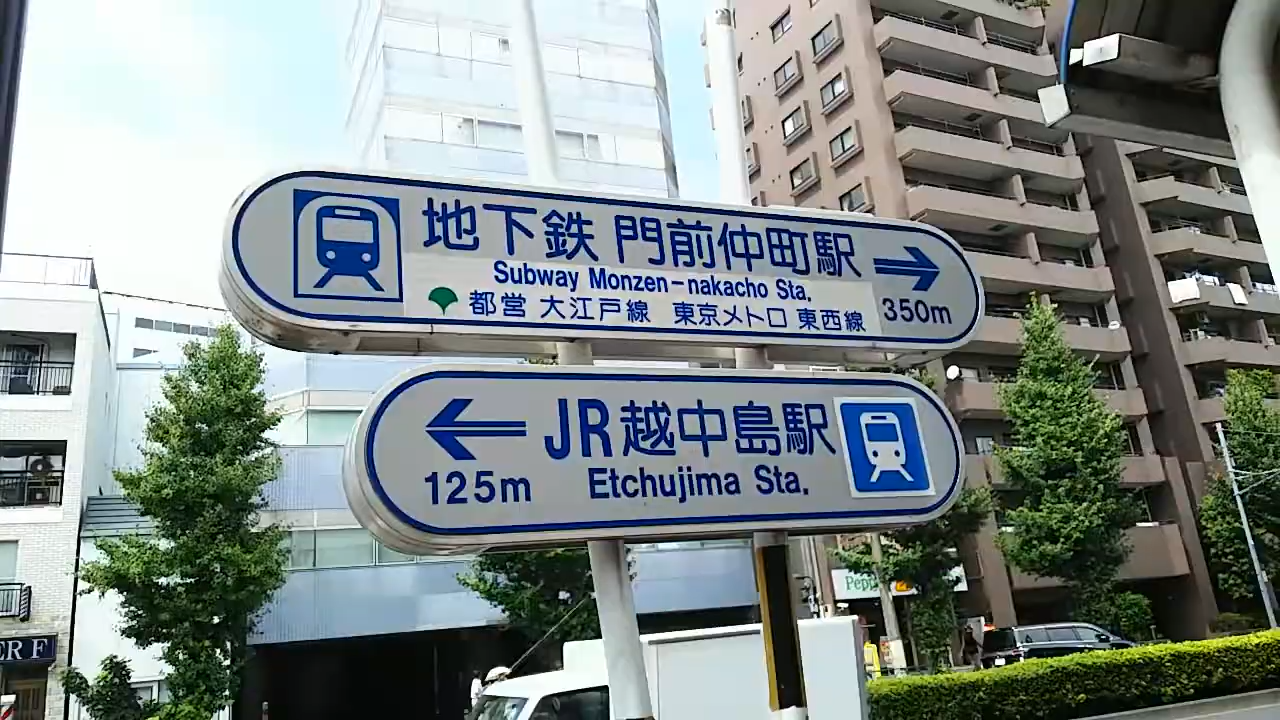 地下鉄 門前仲町駅
Subway Monzen-nakacho Sta.
都営 大江戸線 東京メトロ 東西線
350m
JR越中島駅
125m
Etchujima Sta.